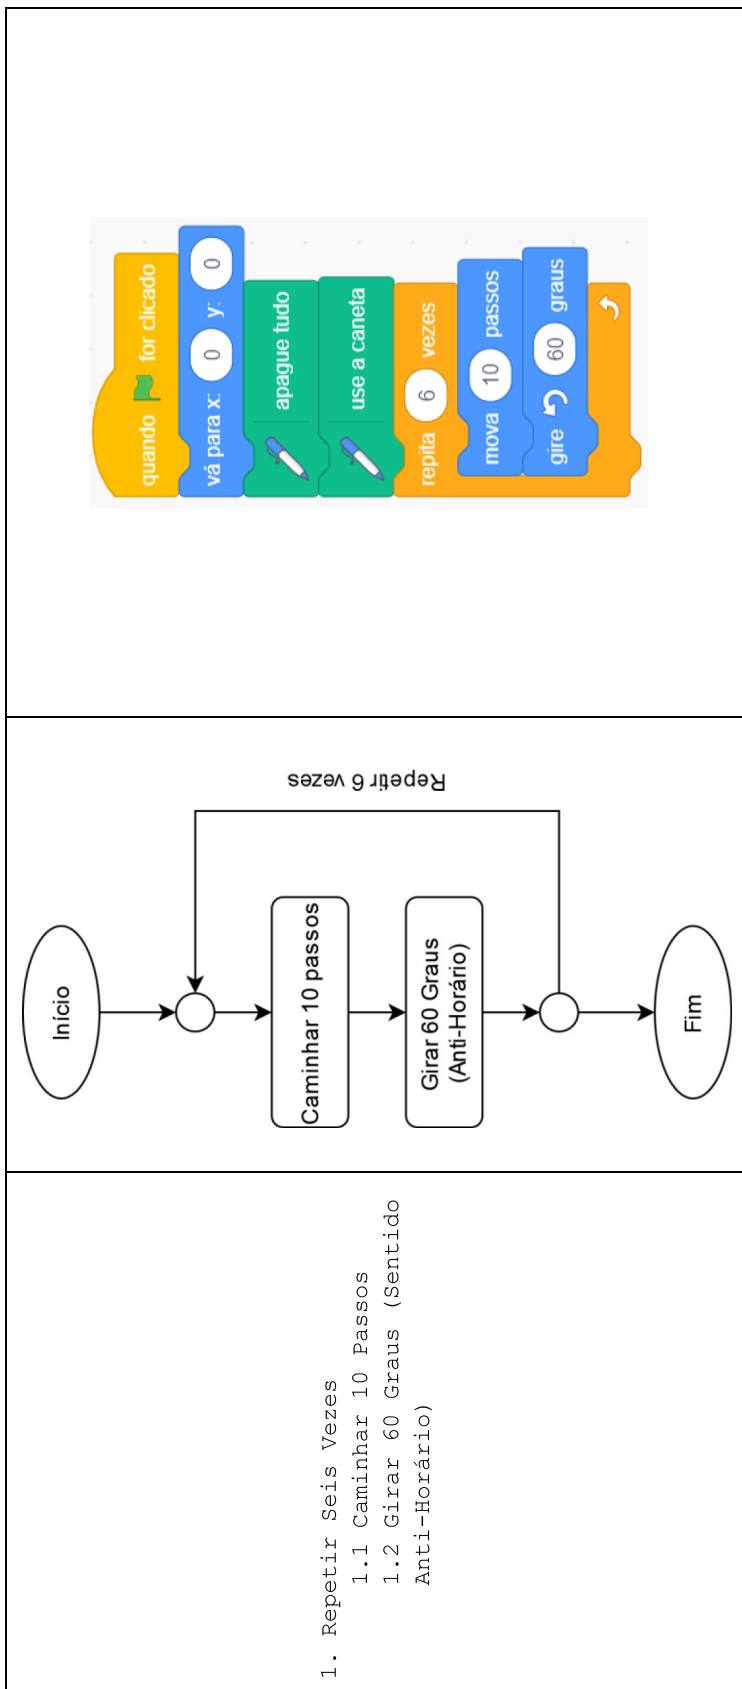 1. Repetir Seis Vezes
1.1 Caminhar 10 Passos
1.2 Girar 60 Graus (Sentido
Anti-Horário)
Início
Caminhar 10 passos
Girar 60 Graus
(Anti-Horário)
Fim
Repetir 6 vezes
quando for clicado
vá para x: 0 y: 0
apague tudo
use a caneta
repita 6 vezes
mova 10 passos
gire 60 graus